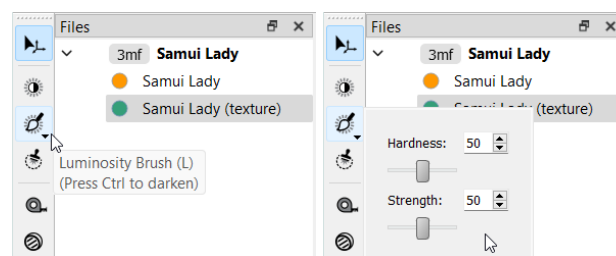 Files
3mf Samui Lady
Samui Lady
Samui Lady (texture)
Luminosity Brush (L)
(Press Ctrl to darken)
Files
3mf Samui Lady
Samui Lady
(texture)
Hardness: 50
Strength: 50